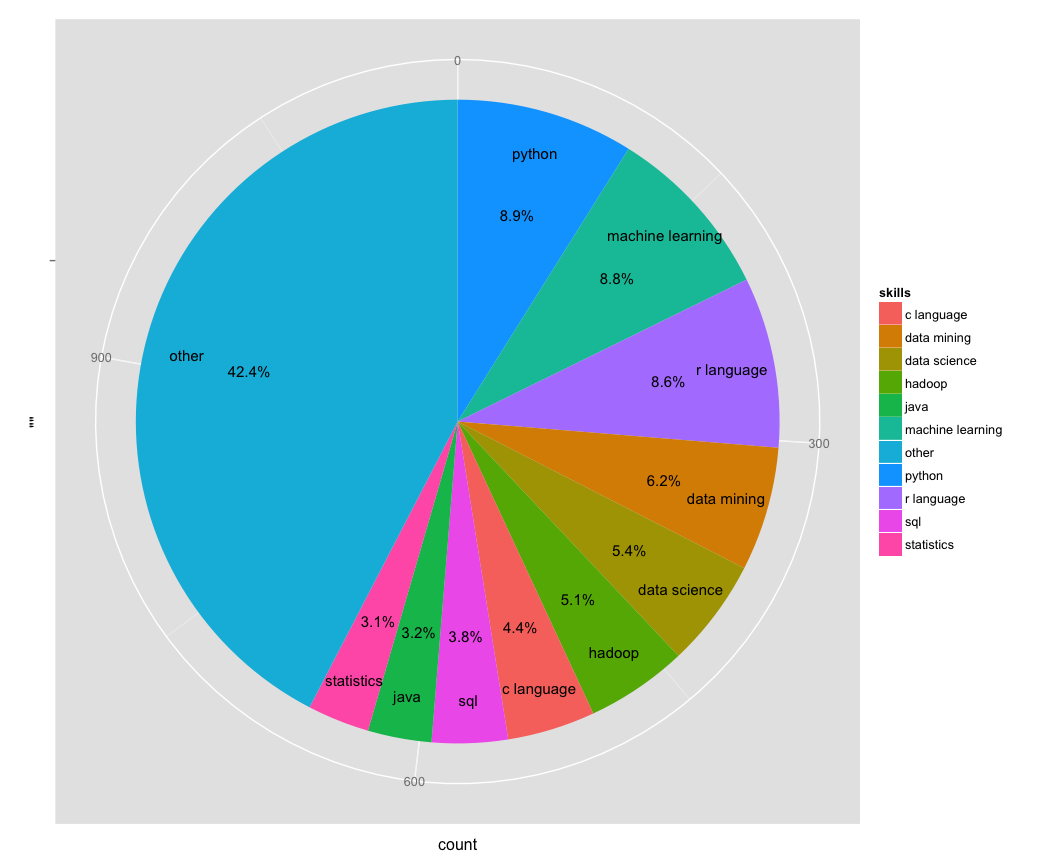 0
python
8.9%
machine learning
8.8%
r language
8.6%
300
6.2%
data mining
5.4%
data science
5.1%
hadoop
4.4%
c language
3.8%
sql
3.2%
java
3.1%
statistics
600
other
42.4%
900
""
count
skills
c language
data mining
data science
hadoop
java
machine learning
other
python
r language
sql
statistics